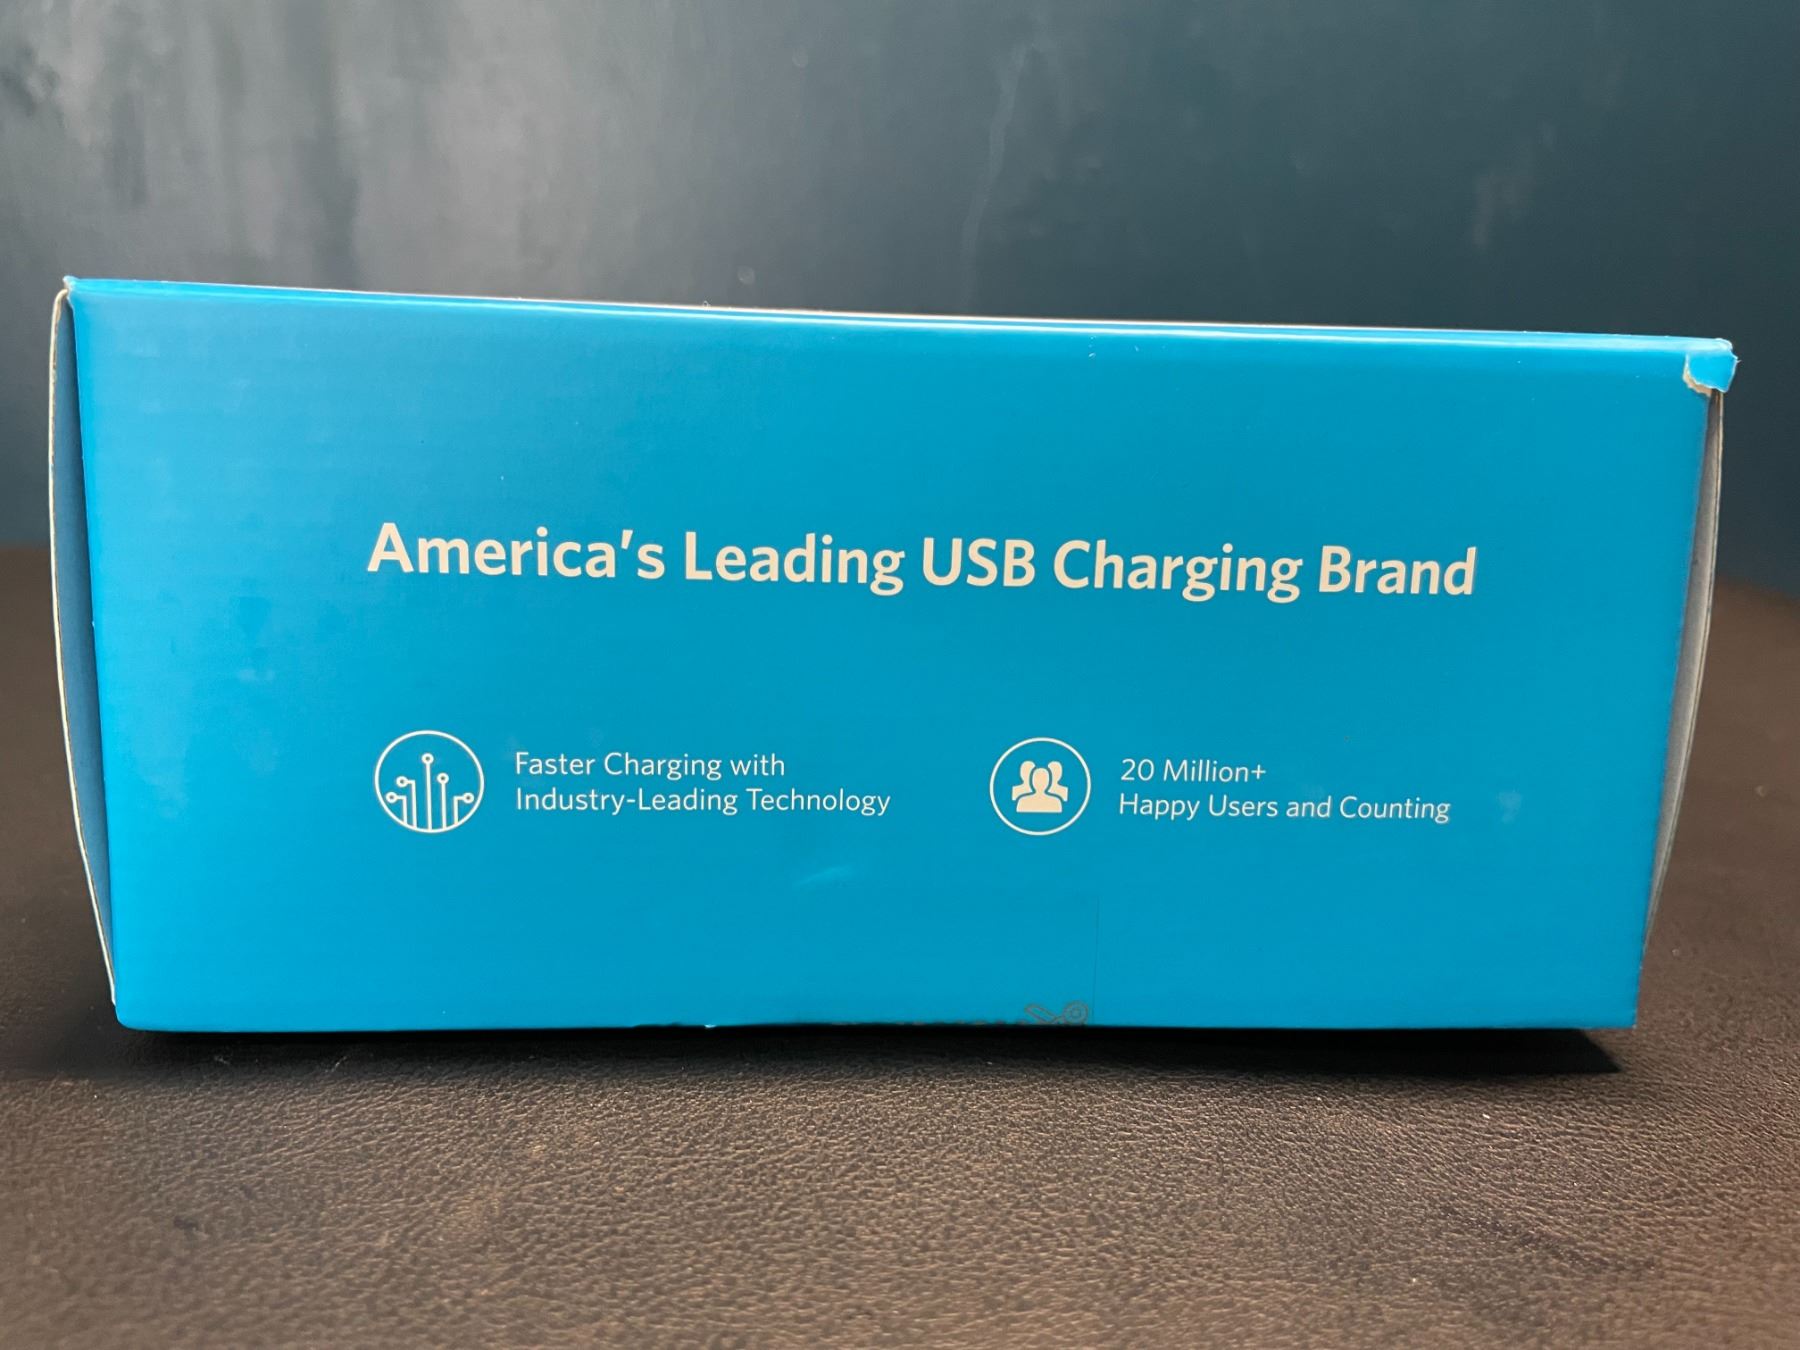 America's Leading USB Charging Brand
Faster Charging with
Industry-Leading Technology
20 Million+
Happy Users and Counting